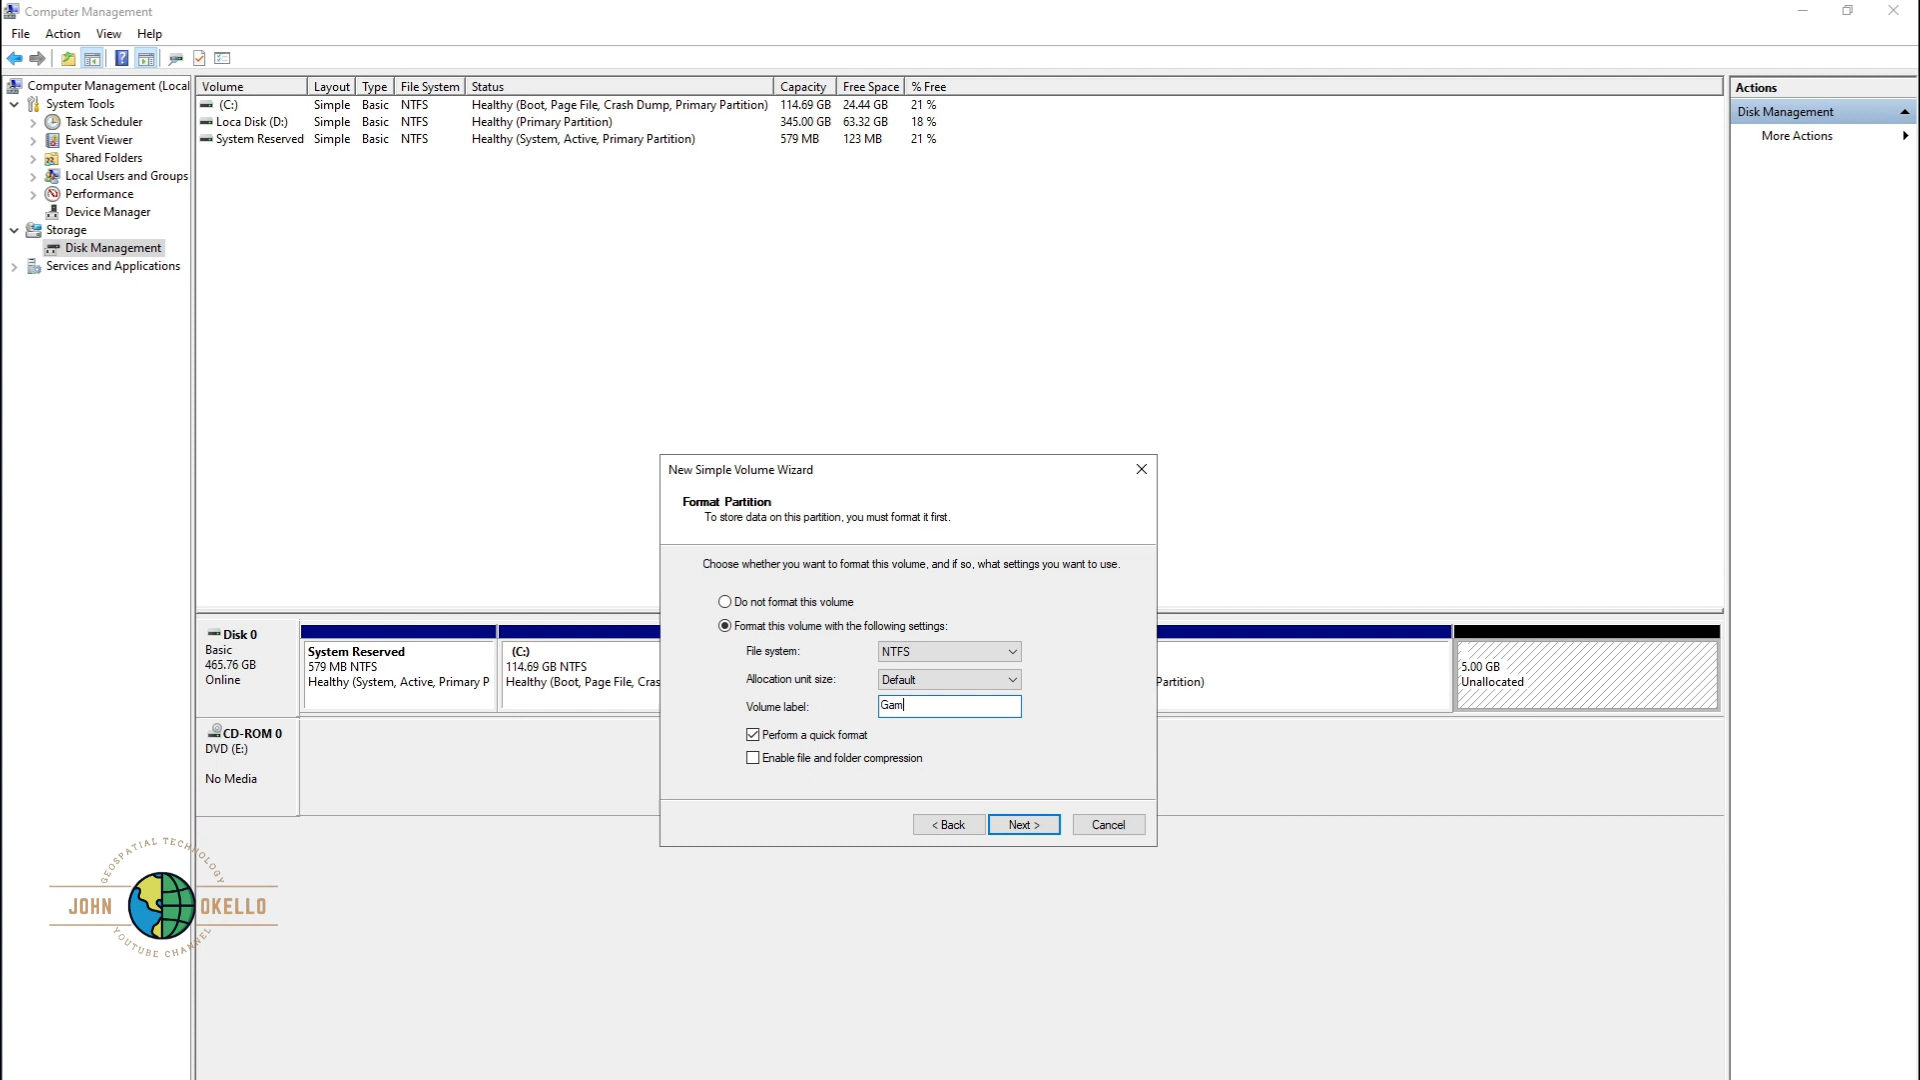 Computer Management
File Action View Help
Computer Management (Local
System Tools
Task Scheduler
Event Viewer
Shared Folders
Local Users and Groups
Performance
Device Manager
Storage
Disk Management
Services and Applications
Volume Layout Type File System Status Capacity Free Space % Free
(C:) Simple Basic NTFS Healthy (Boot, Page File, Crash Dump, Primary Partition) 114.69 GB 24.44 GB 21 %
Loca Disk (D:) Simple Basic NTFS Healthy (Primary Partition) 345.00 GB 63.32 GB 18 %
System Reserved Simple Basic NTFS Healthy (System, Active, Primary Partition) 579 MB 123 MB 21 %
Actions
Disk Management
More Actions
New Simple Volume Wizard
Format Partition
To store data on this partition, you must format it first.
Choose whether you want to format this volume, and if so, what settings you want to use.
Do not format this volume
Format this volume with the following settings:
File system: NTFS
Allocation unit size: Default
Volume label: Gam
Perform a quick format
Enable file and folder compression
< Back Next > Cancel
Disk 0
Basic
465.76 GB
Online
System Reserved
579 MB NTFS
Healthy (System, Active, Primary P
(C:)
114.69 GB NTFS
Healthy (Boot, Page File, Cras
Partition)
5.00 GB
Unallocated
CD-ROM 0
DVD (E:)
No Media
GEOSPATIAL TECHNOLOGY
JOHN OKELLO
YOUTUBE CHANNEL